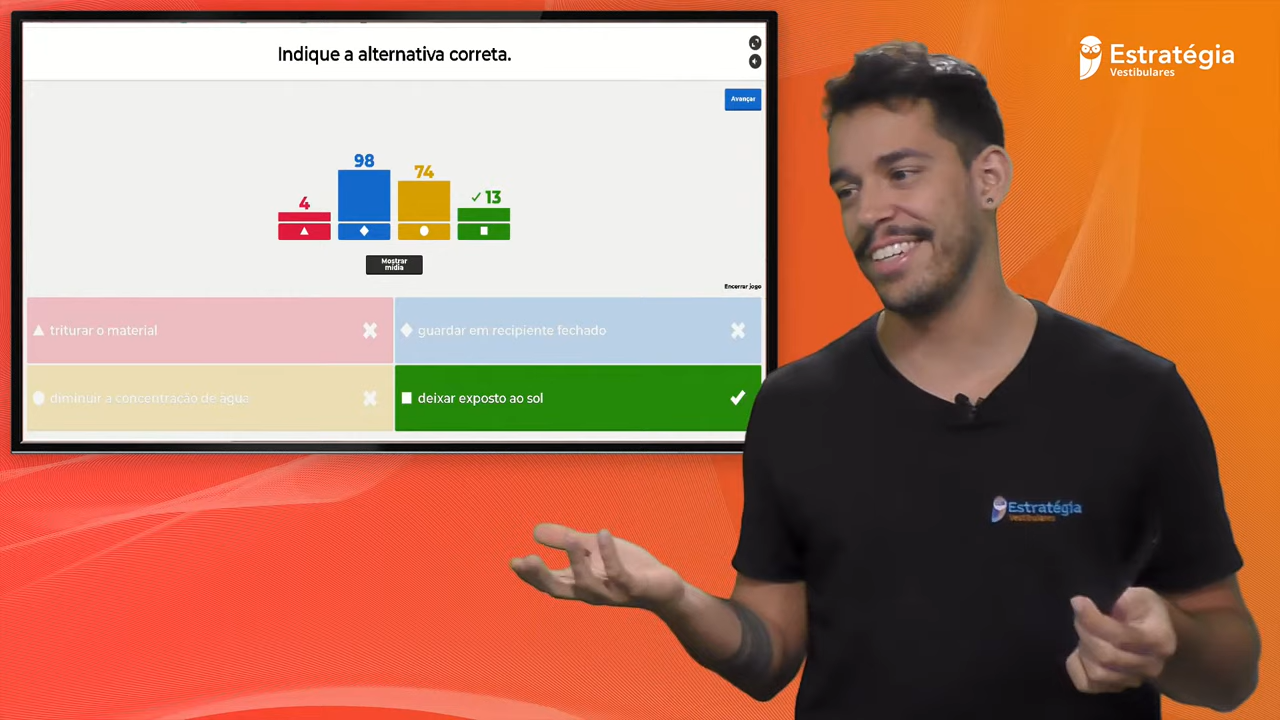 Indique a alternativa correta.
Estratégia
Vestibulares
Avançar
98
74
4
✓ 13
Mostrar
mídia
Encerrar jogo
triturar o material
guardar em recipiente fechado
diminuir a concentração de água
deixar exposto ao sol
Estratégia
Vestibulares